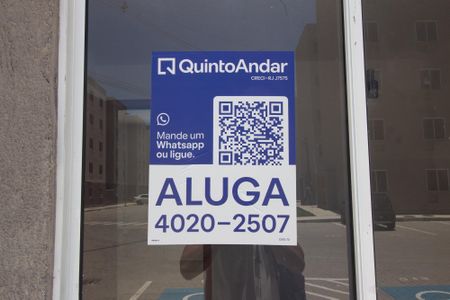 QuintoAndar
CRECI-RJ J7575
Mande um
Whatsapp
ou ligue.
ALUGA
4020-2507